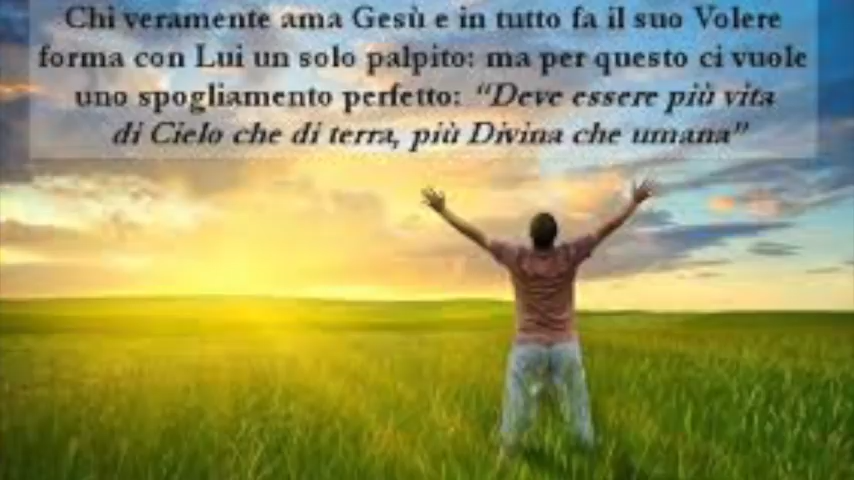 Chi veramente ama Gesù e in tutto fa il suo Volere
forma con Lui un solo palpito: ma per questo ci vuole
uno spogliamento perfetto: “Deve essere più vita
di Cielo che di terra, più Divina che umana”